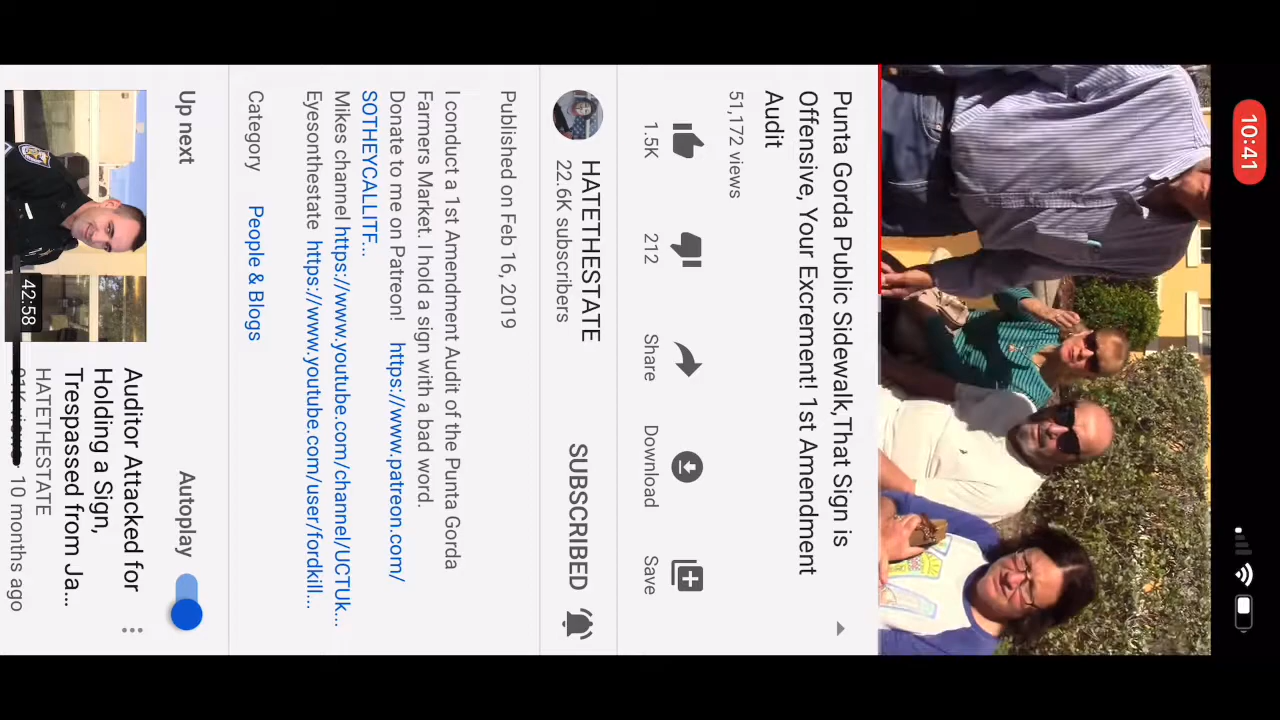 10:41
Punta Gorda Public Sidewalk,That Sign is
Offensive, Your Excrement! 1st Amendment
Audit
51,172 views
1.5K
212
Share
Download
Save
HATETHESTATE
22.6K subscribers
SUBSCRIBED
Published on Feb 16, 2019
I conduct a 1st Amendment Audit of the Punta Gorda
Farmers Market. I hold a sign with a bad word.
Donate to me on Patreon! https://www.patreon.com/
SOTHEYCALLITF...
Mikes channel https://www.youtube.com/channel/UCTUk...
Eyesonthestate https://www.youtube.com/user/fordkill...
Category People & Blogs
Up next
Autoplay
42:58
Auditor Attacked for
Holding a Sign,
Trespassed from Ja...
HATETHESTATE
10 months ago